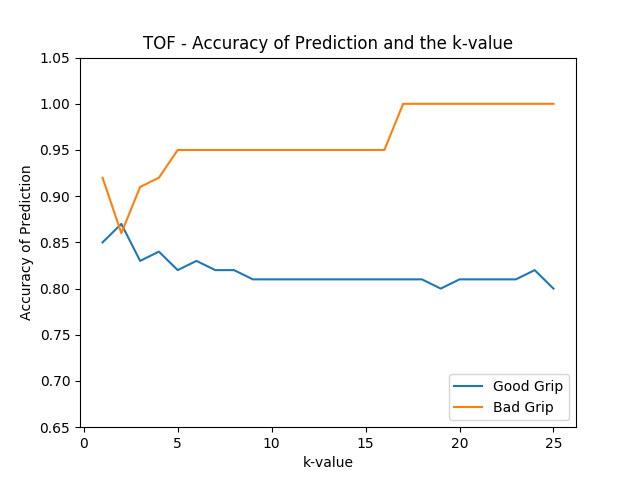 TOF - Accuracy of Prediction and the k-value
1.05
1.00
0.95
0.90
0.85
0.80
0.75
0.70
0.65
Accuracy of Prediction
Good Grip
Bad Grip
0 5 10 15 20 25
k-value